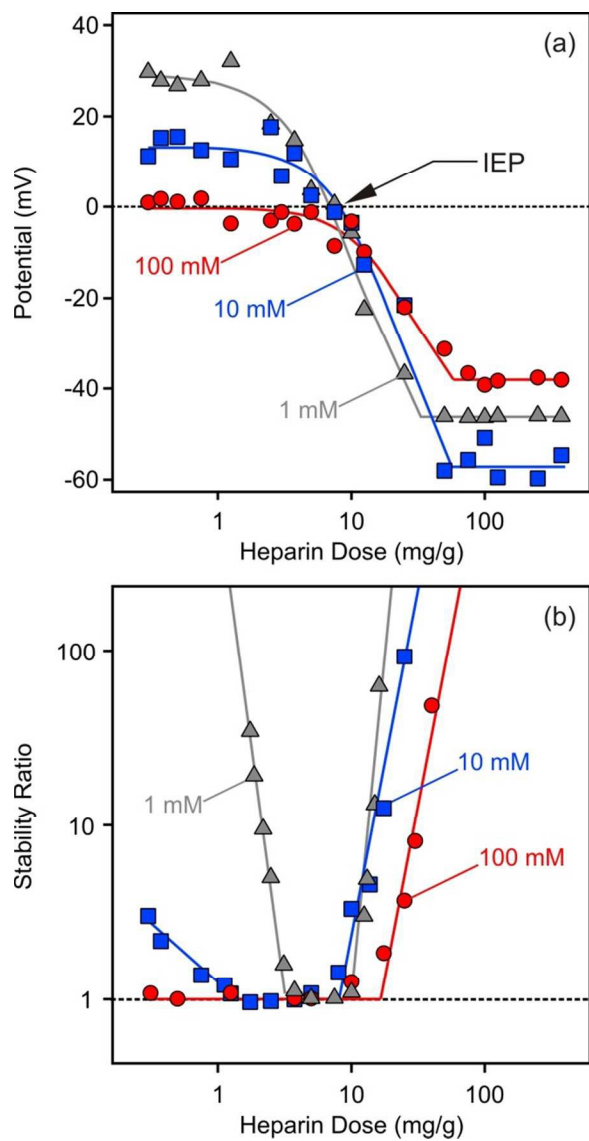 (a)
40
20
0
-20
-40
-60
Potential (mV)
IEP
100 mM
10 mM
1 mM
1 10 100
Heparin Dose (mg/g)
(b)
100
10
1
Stability Ratio
1 mM
10 mM
100 mM
1 10 100
Heparin Dose (mg/g)